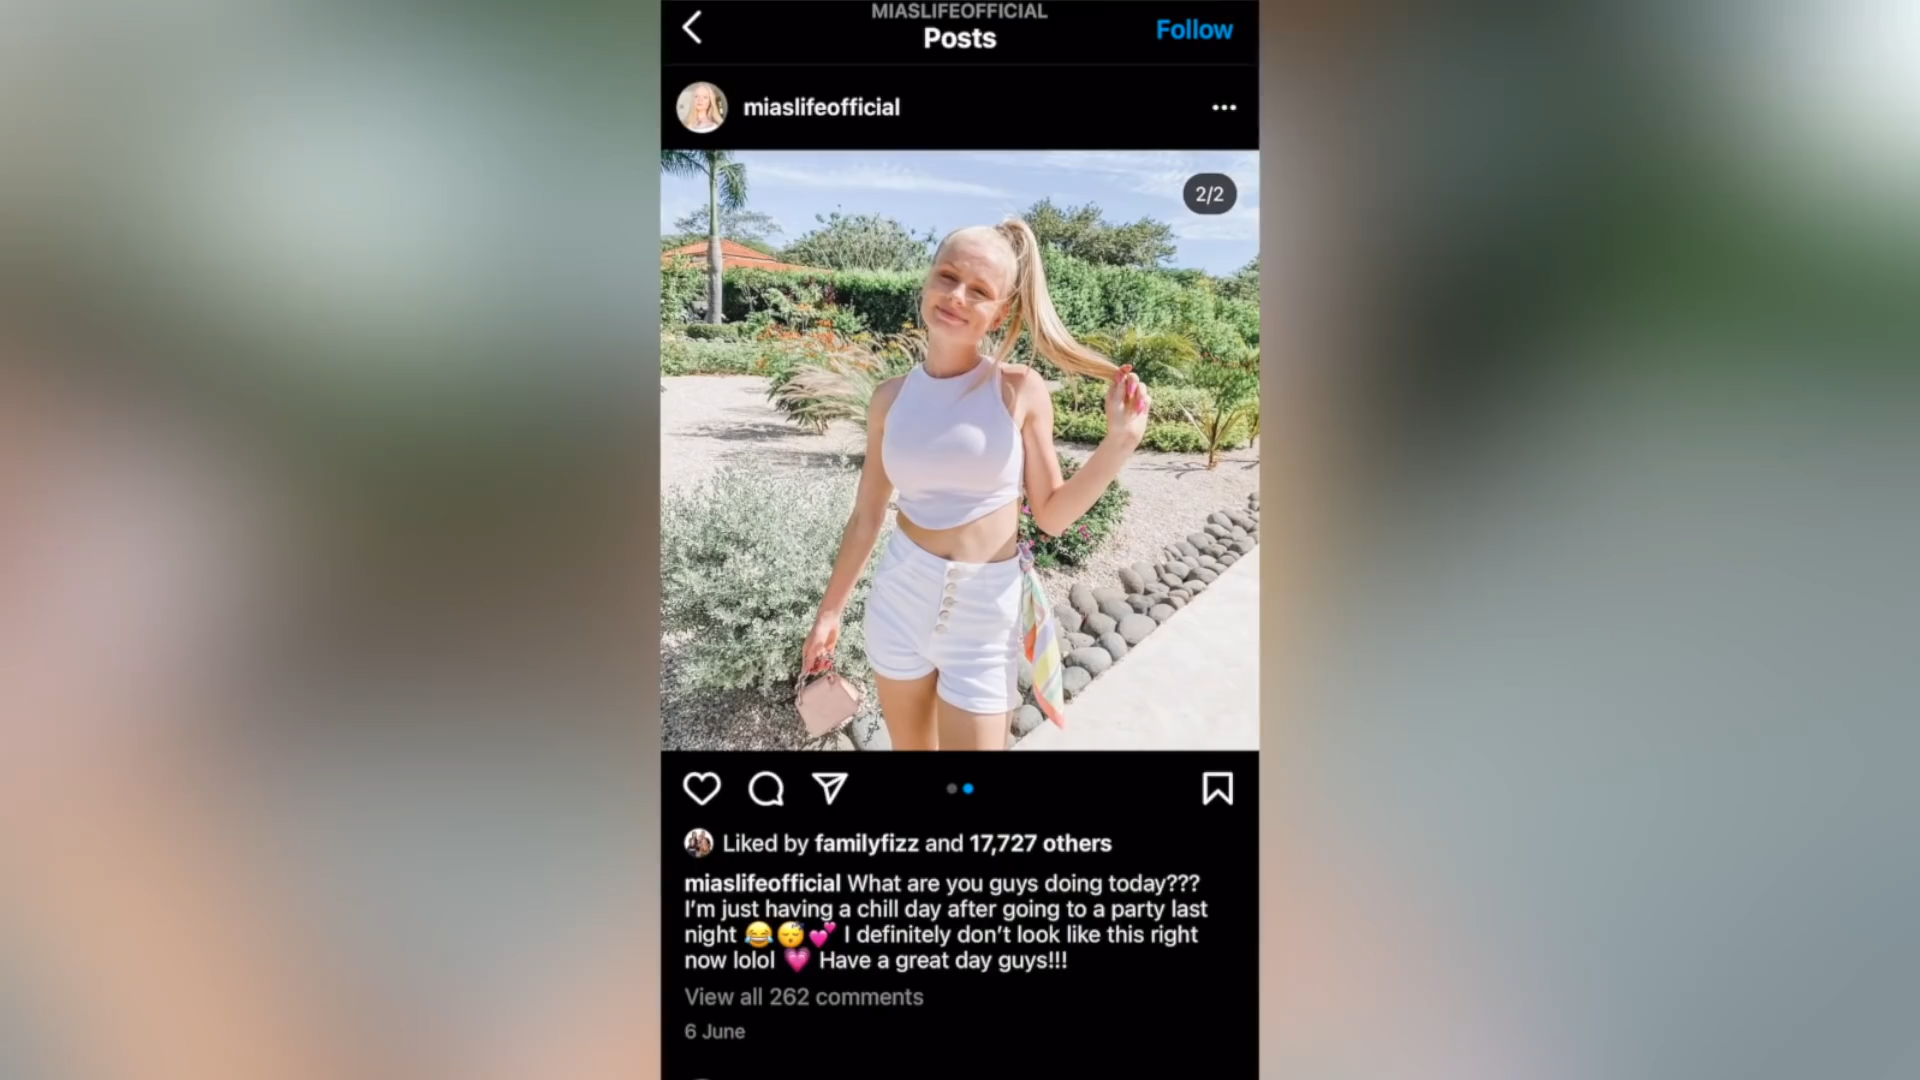 MIASLIFEOFFICIAL
Posts
Follow
miaslifeofficial
2/2
Liked by familyfizz and 17,727 others
miaslifeofficial What are you guys doing today???
I'm just having a chill day after going to a party last
night 😂😴💕 I definitely don't look like this right
now lolol 💗 Have a great day guys!!!
View all 262 comments
6 June